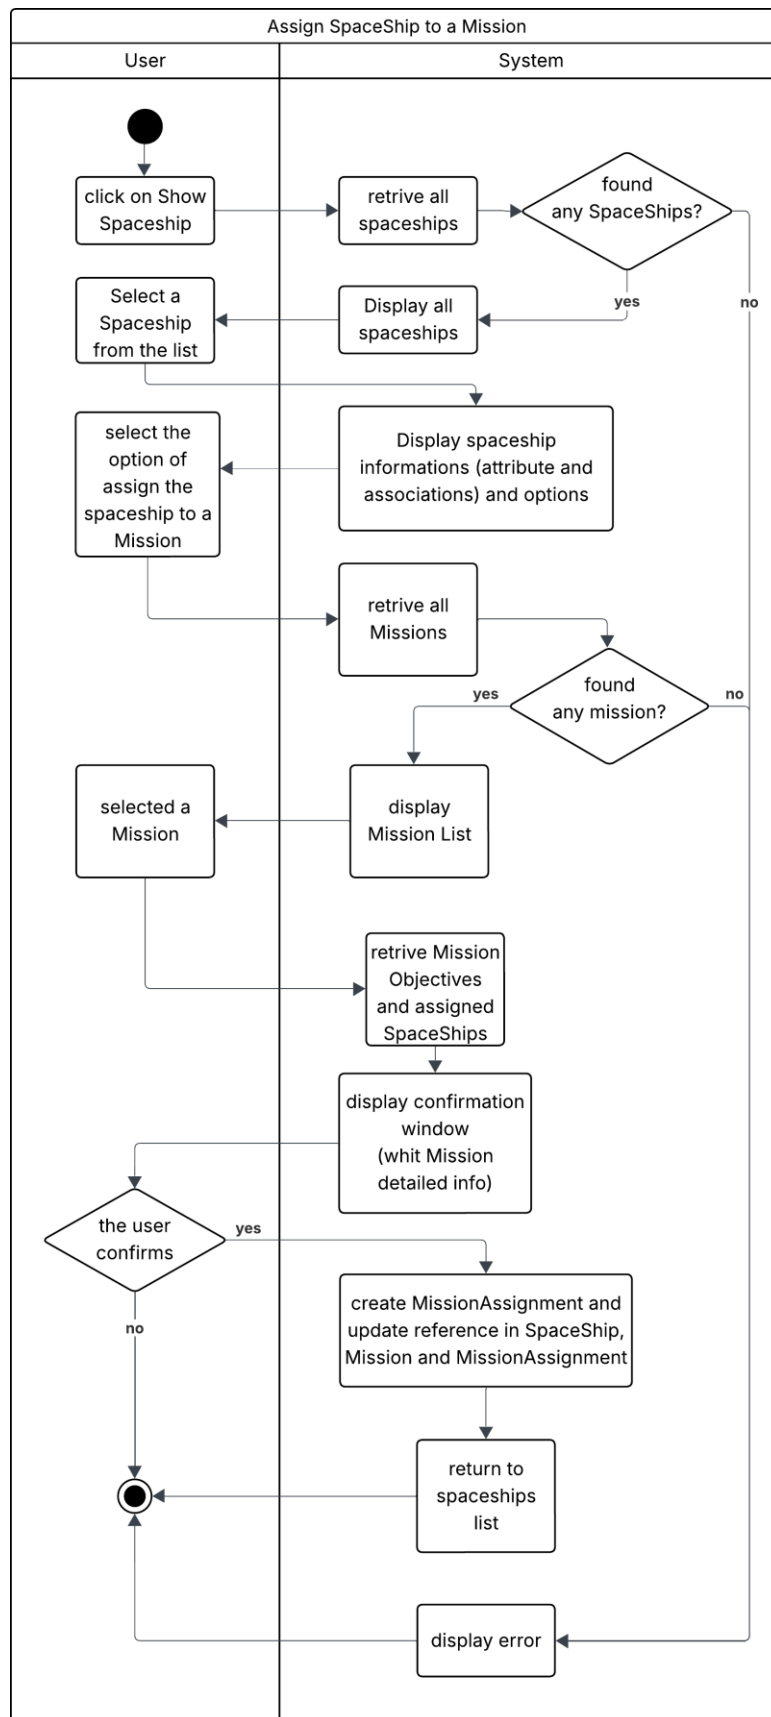 Assign SpaceShip to a Mission
User
System
click on Show
Spaceship
retrive all
spaceships
found
any SpaceShips?
yes
no
Display all
spaceships
Select a
Spaceship
from the list
Display spaceship
informations (attribute and
associations) and options
select the
option of
assign the
spaceship to a
Mission
retrive all
Missions
found
any mission?
yes
no
display
Mission List
selected a
Mission
retrive Mission
Objectives
and assigned
SpaceShips
display confirmation
window
(whit Mission
detailed info)
the user
confirms
yes
no
create MissionAssignment and
update reference in SpaceShip,
Mission and MissionAssignment
return to
spaceships
list
display error